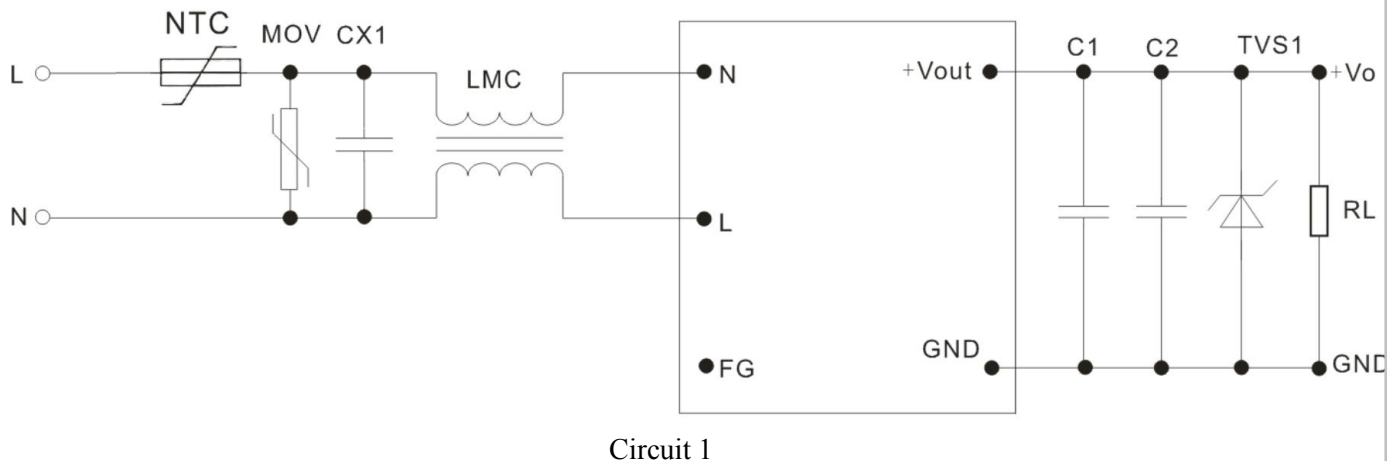 NTC
MOV CX1
L
LMC
N
N
L
FG
+Vout
GND
C1 C2 TVS1
+Vo
RL
GND
Circuit 1